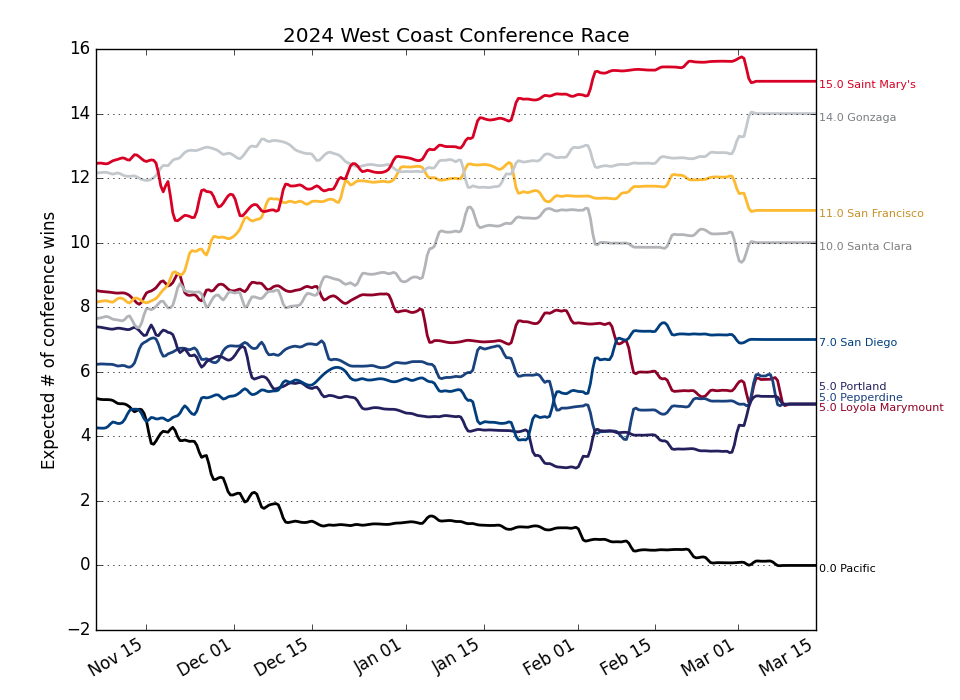 2024 West Coast Conference Race
Expected # of conference wins
16
14
12
10
8
6
4
2
0
−2
Nov 15
Dec 01
Dec 15
Jan 01
Jan 15
Feb 01
Feb 15
Mar 01
Mar 15
15.0 Saint Mary's
14.0 Gonzaga
11.0 San Francisco
10.0 Santa Clara
7.0 San Diego
5.0 Portland
5.0 Pepperdine
5.0 Loyola Marymount
0.0 Pacific